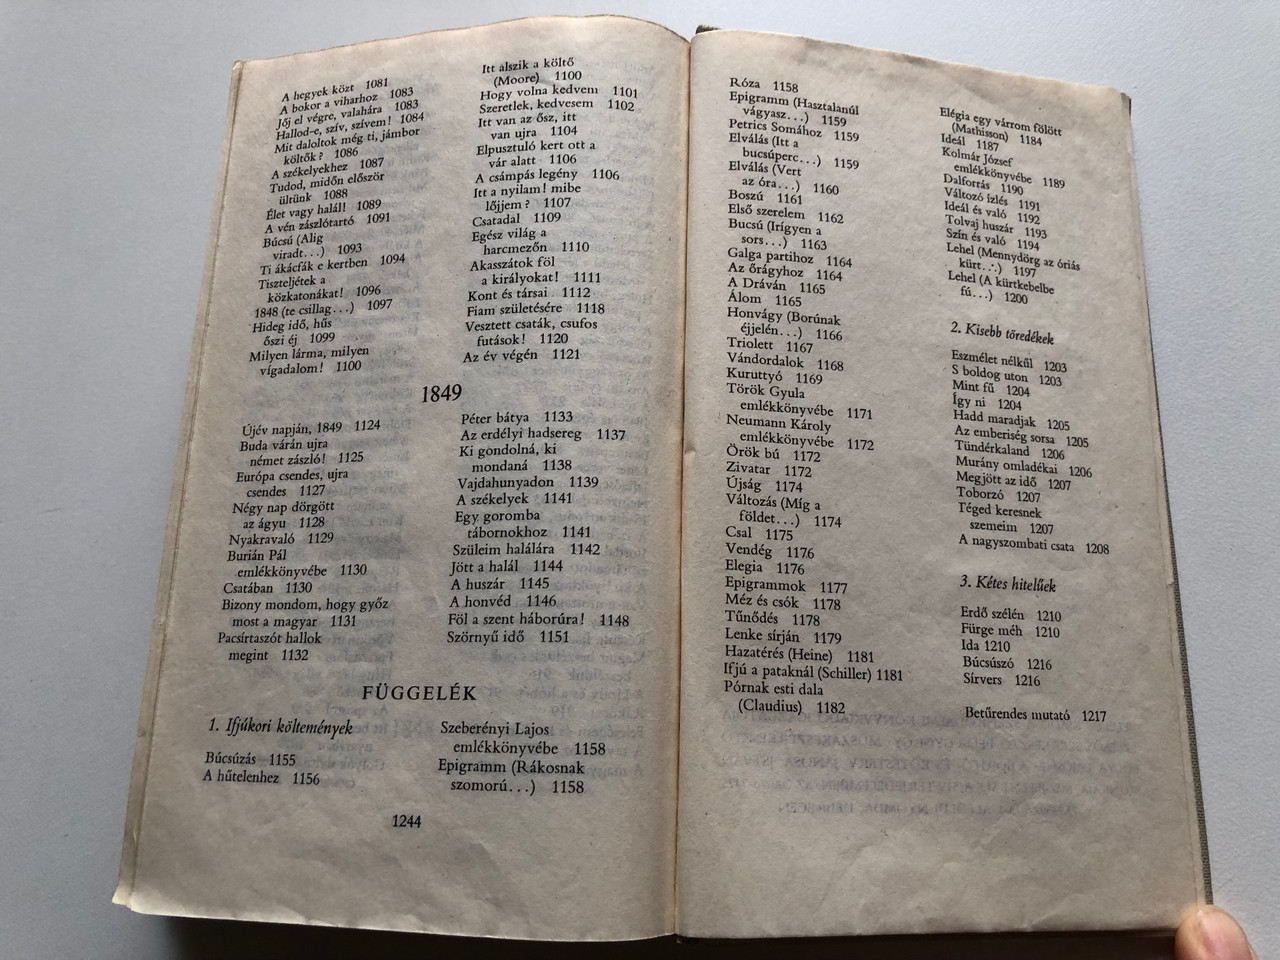 A hegyek közt 1081
A bokor a viharhoz 1083
Jőj el végre, valahára 1083
Hallod-e, szív, szívem! 1084
Mit daloltok még ti, jámbor
költők? 1086
A székelyekhez 1087
Tudod, midőn először
ültünk 1088
Élet vagy halál! 1089
A vén zászlótartó 1091
Búcsú (Alig
viradt...) 1093
Ti ákácfák e kertben 1094
Tiszteljétek a
közkatonákat! 1096
1848 (te csillag...) 1097
Hideg idő, hűs
őszi éj 1099
Milyen lárma, milyen
vígadalom! 1100
Itt alszik a költő
(Moore) 1100
Hogy volna kedvem 1101
Szeretlek, kedvesem 1102
Itt van az ősz, itt
van ujra 1104
Elpusztuló kert ott a
vár alatt 1106
A csámpás legény 1106
Itt a nyilam! mibe
lőjjem? 1107
Csatadal 1109
Egész világ a
harcmezőn 1110
Akasszátok föl
a királyokat! 1111
Kont és társai 1112
Fiam születésére 1118
Vesztett csaták, csufos
futások! 1120
Az év végén 1121
1849
Újév napján, 1849 1124
Buda várán ujra
német zászló! 1125
Európa csendes, ujra
csendes 1127
Négy nap dörgött
az ágyu 1128
Nyakravaló 1129
Burián Pál
emlékkönyvébe 1130
Csatában 1130
Bizony mondom, hogy győz
most a magyar 1131
Pacsírtaszót hallok
megint 1132
Péter bátya 1133
Az erdélyi hadsereg 1137
Ki gondolná, ki
mondaná 1138
Vajdahunyadon 1139
A székelyek 1141
Egy goromba
tábornokhoz 1141
Szüleim halálára 1142
Jött a halál 1144
A huszár 1145
A honvéd 1146
Föl a szent háborúra! 1148
Szörnyű idő 1151
FÜGGELÉK
1. Ifjúkori költemények
Búcsúzás 1155
A hűtelenhez 1156
Szeberényi Lajos
emlékkönyvébe 1158
Epigramm (Rákosnak
szomorú...) 1158
1244
Róza 1158
Epigramm (Hasztalanúl
vágyasz...) 1159
Petrics Somához 1159
Elválás (Itt a
bucsúperc...) 1159
Elválás (Vert
az óra...) 1160
Boszú 1161
Első szerelem 1162
Bucsú (Irígyen a
sors...) 1163
Galga partihoz 1164
Az őrágyhoz 1164
A Dráván 1165
Álom 1165
Honvágy (Borúnak
éjjelén...) 1166
Triolett 1167
Vándordalok 1168
Kuruttyó 1169
Török Gyula
emlékkönyvébe 1171
Neumann Károly
emlékkönyvébe 1172
Örök bú 1172
Zivatar 1172
Újság 1174
Változás (Míg a
földet...) 1174
Csal 1175
Vendég 1176
Elegia 1176
Epigrammok 1177
Méz és csók 1178
Tűnődés 1178
Lenke sírján 1179
Hazatérés (Heine) 1181
Ifjú a pataknál (Schiller) 1181
Pórnak esti dala
(Claudius) 1182
Elégia egy várrom fölött
(Mathisson) 1184
Ideál 1187
Kolmár József
emlékkönyvébe 1189
Dalforrás 1190
Változó ízlés 1191
Ideál és való 1192
Tolvaj huszár 1193
Szín és való 1194
Lehel (Mennydörg az óriás
kürt...) 1197
Lehel (A kürtkebelbe
fú...) 1200
2. Kisebb töredékek
Eszmélet nélkűl 1203
S boldog uton 1203
Mint fű 1204
Így ni 1204
Hadd maradjak 1205
Az emberiség sorsa 1205
Tündérkaland 1206
Murány omladékai 1206
Megjött az idő 1207
Toborzó 1207
Téged keresnek
szemeim 1207
A nagyszombati csata 1208
3. Kétes hitelűek
Erdő szélén 1210
Fürge méh 1210
Ida 1210
Búcsúszó 1216
Sírvers 1216
Betűrendes mutató 1217